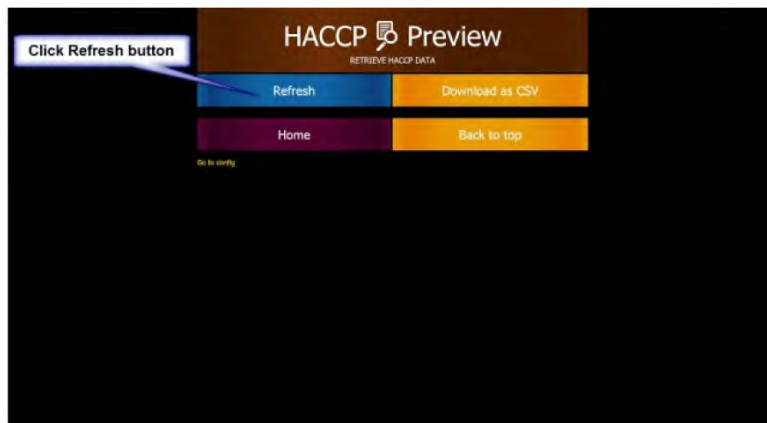 HACCP Preview
Click Refresh button
RETRIEVE HACCP DATA
Refresh
Download as CSV
Home
Back to top
Go to config